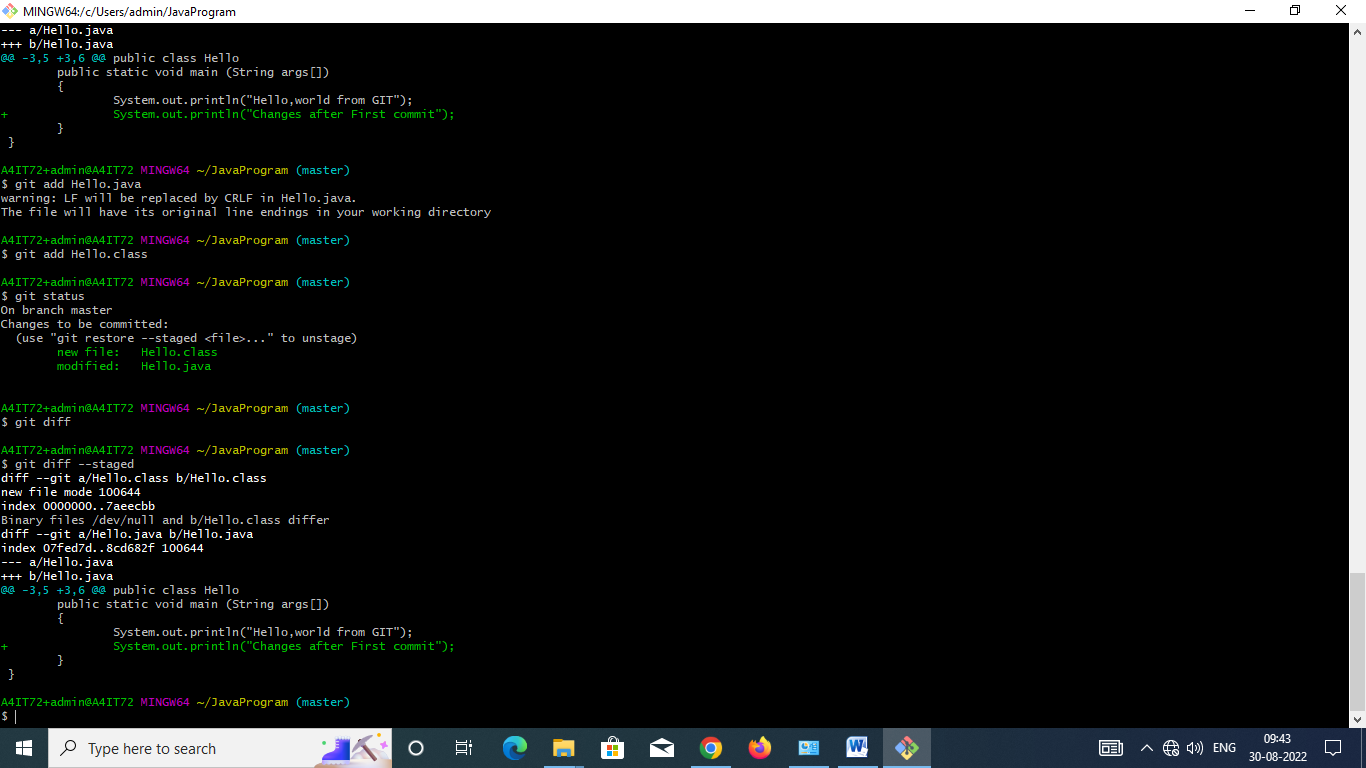 MINGW64:/c/Users/admin/JavaProgram
--- a/Hello.java
+++ b/Hello.java
@@ -3,5 +3,6 @@ public class Hello
        public static void main (String args[])
        {
                System.out.println("Hello,world from GIT");
+               System.out.println("Changes after First commit");
        }
 }
A4IT72+admin@A4IT72 MINGW64 ~/JavaProgram (master)
$ git add Hello.java
warning: LF will be replaced by CRLF in Hello.java.
The file will have its original line endings in your working directory
A4IT72+admin@A4IT72 MINGW64 ~/JavaProgram (master)
$ git add Hello.class
A4IT72+admin@A4IT72 MINGW64 ~/JavaProgram (master)
$ git status
On branch master
Changes to be committed:
  (use "git restore --staged <file>..." to unstage)
        new file:   Hello.class
        modified:   Hello.java
A4IT72+admin@A4IT72 MINGW64 ~/JavaProgram (master)
$ git diff
A4IT72+admin@A4IT72 MINGW64 ~/JavaProgram (master)
$ git diff --staged
diff --git a/Hello.class b/Hello.class
new file mode 100644
index 0000000..7aeecbb
Binary files /dev/null and b/Hello.class differ
diff --git a/Hello.java b/Hello.java
index 07fed7d..8cd682f 100644
--- a/Hello.java
+++ b/Hello.java
@@ -3,5 +3,6 @@ public class Hello
        public static void main (String args[])
        {
                System.out.println("Hello,world from GIT");
+               System.out.println("Changes after First commit");
        }
 }
A4IT72+admin@A4IT72 MINGW64 ~/JavaProgram (master)
$
Type here to search
W
ENG
09:43
30-08-2022